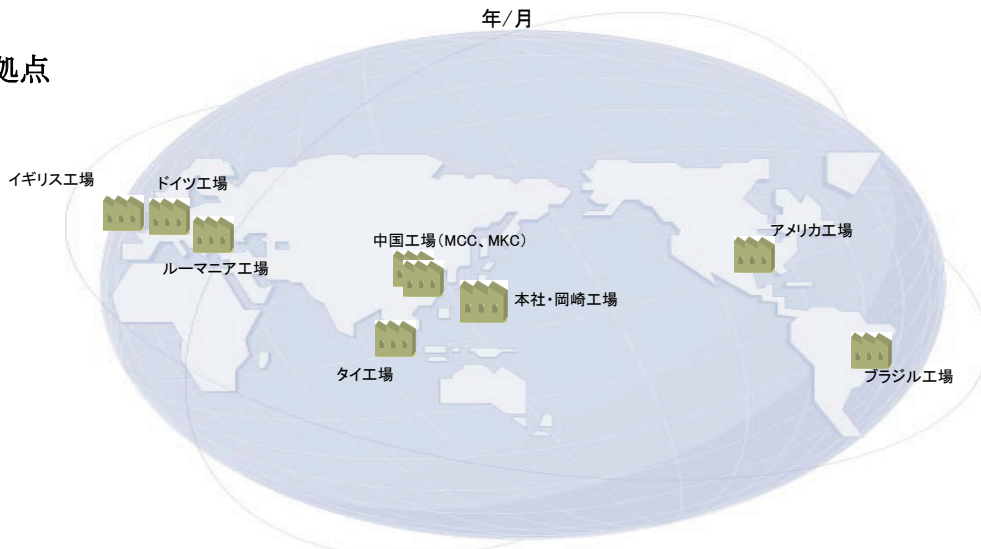 年/月
拠点
イギリス工場
ドイツ工場
ルーマニア工場
中国工場(MCC、MKC)
アメリカ工場
本社・岡崎工場
タイ工場
ブラジル工場